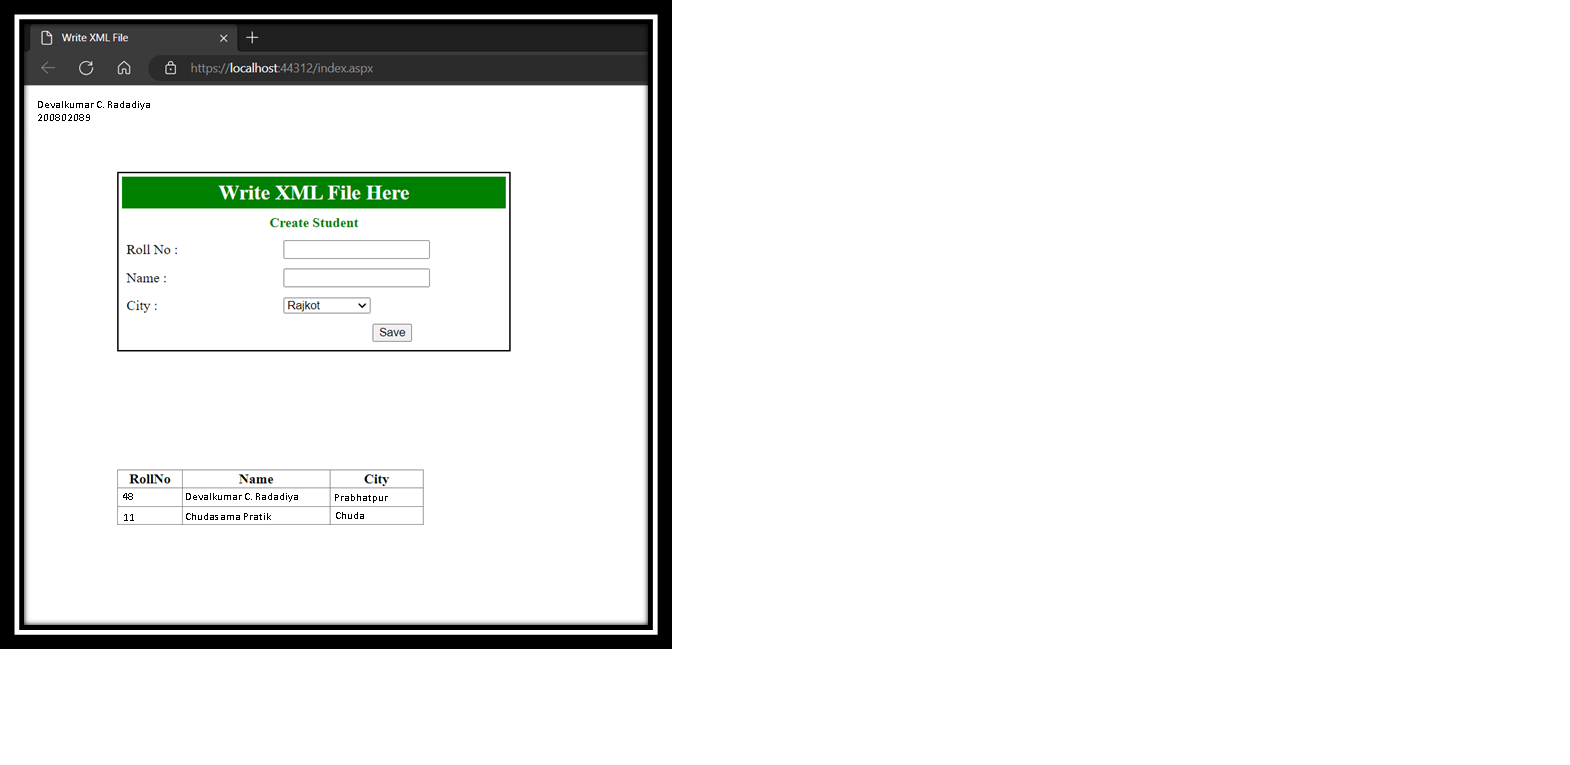 Write XML File
https://localhost:44312/index.aspx
Devalkumar C. Radadiya
200802089
Write XML File Here
Create Student
Roll No :
Name :
City : Rajkot
Save
RollNo Name City
48 Devalkumar C. Radadiya Prabhatpur
11 Chudasama Pratik Chuda